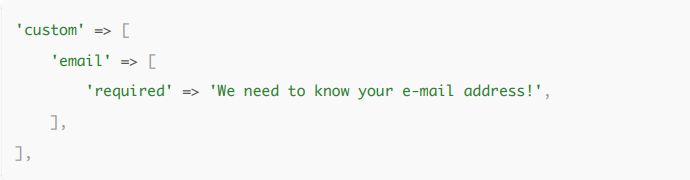 'custom' => [
    'email' => [
        'required' => 'We need to know your e-mail address!',
    ],
],